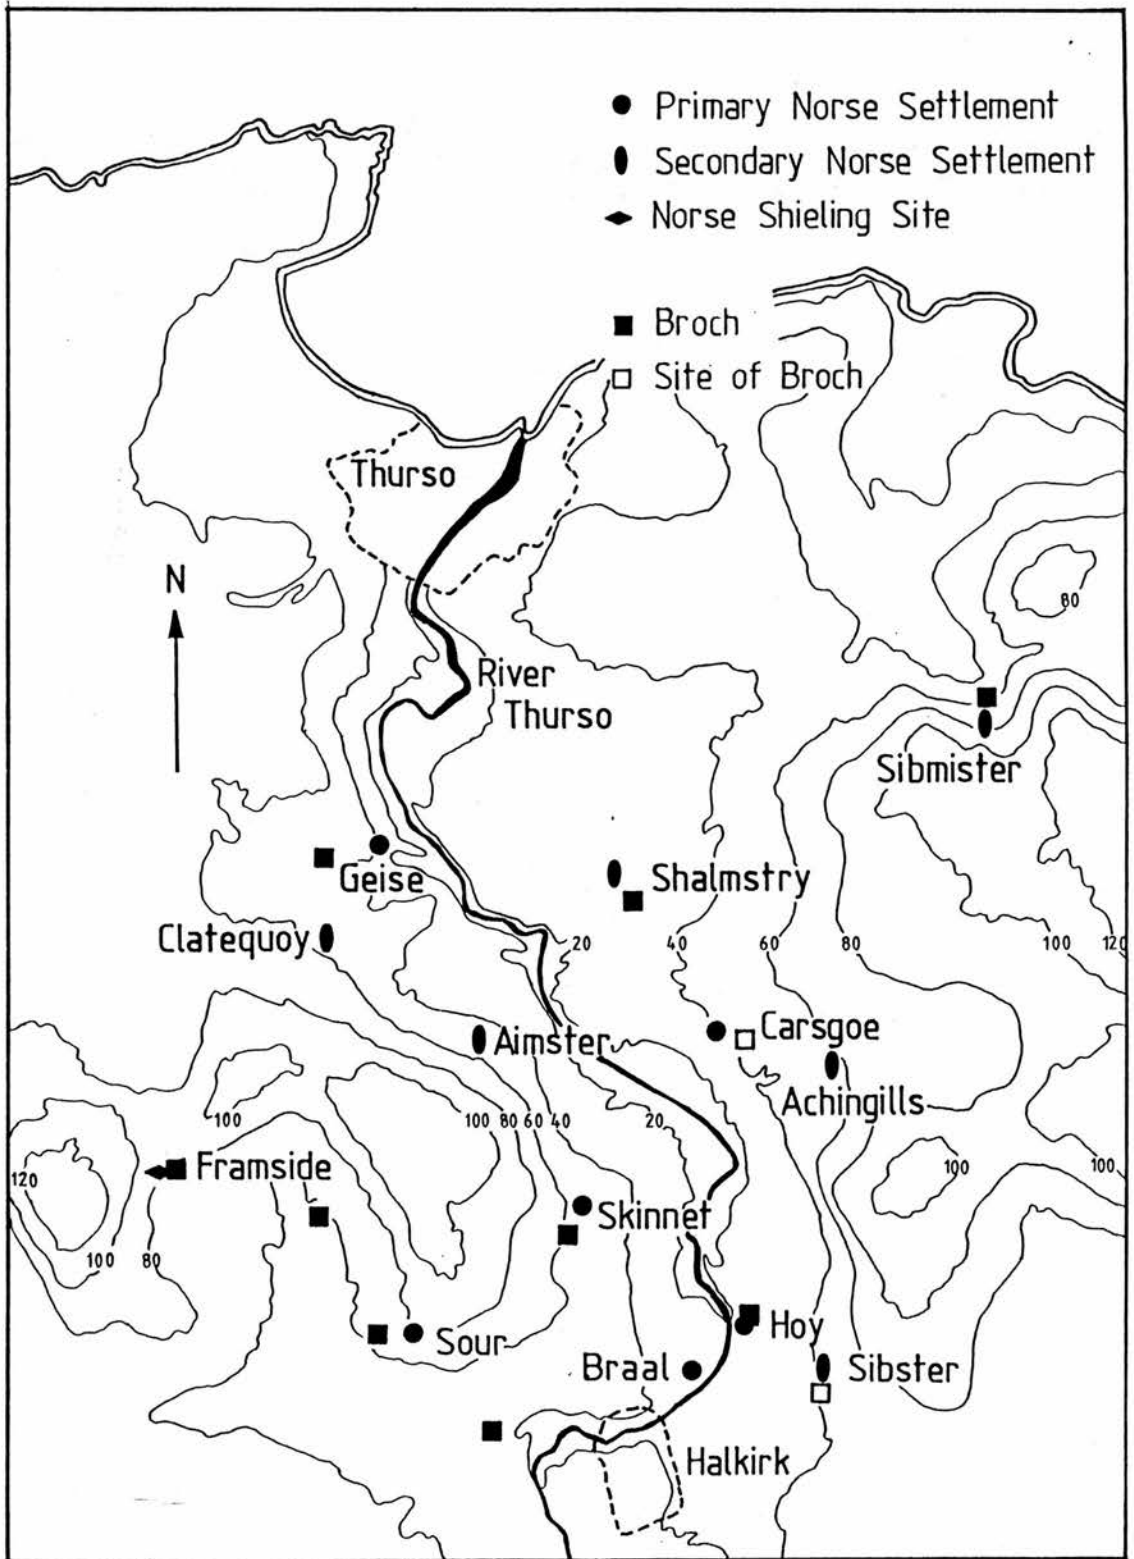 Primary Norse Settlement
Secondary Norse Settlement
Norse Shieling Site
Broch
Site of Broch
Thurso
N
80
River
Thurso
Sibmister
Geise
Shalmstry
Clatequoy
20
40
60
80
100
120
Carsgoe
Aimster
Achingills
100
100
80
60
40
20
100
100
Framside
120
Skinnet
100
80
Hoy
Sour
Braal
Sibster
Halkirk